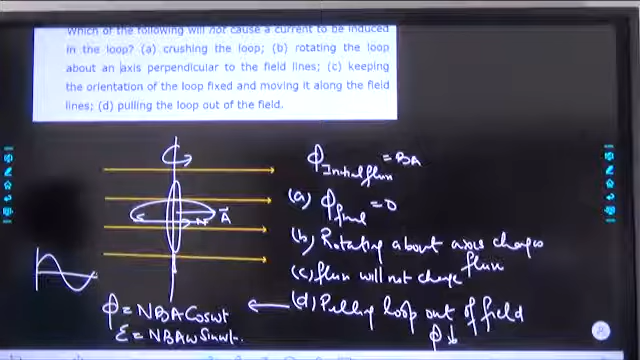 Which of the following will not cause a current to be induced
in the loop? (a) crushing the loop; (b) rotating the loop
about an axis perpendicular to the field lines; (c) keeping
the orientation of the loop fixed and moving it along the field
lines; (d) pulling the loop out of the field.
ϕ Initial flux = BA
(a) ϕ final = 0
A⃗
N
(b) Rotating about axis changes
flux
(c) flux will not change
(d) Pulling loop out of field
ϕ↓
ϕ = NBA Cosωt
ε = NBAω Sinωt.